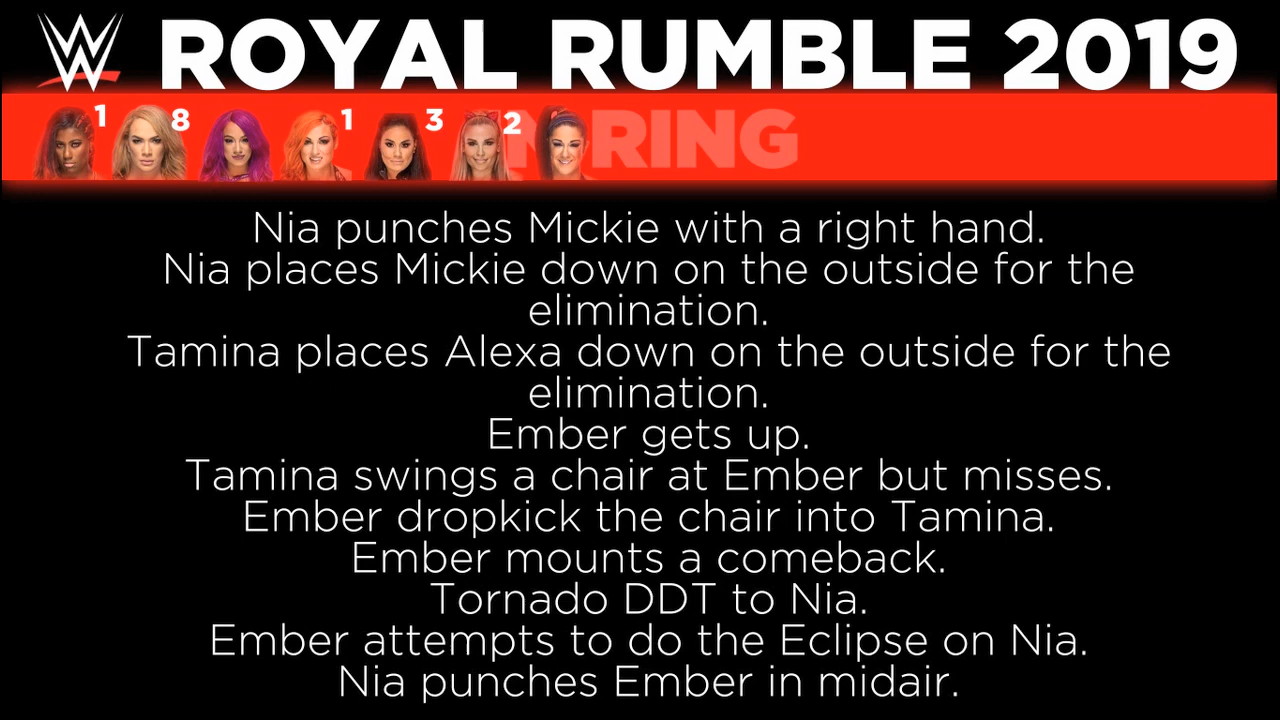 W ROYAL RUMBLE 2019
1 8 1 3 2 IN RING
Nia punches Mickie with a right hand.
Nia places Mickie down on the outside for the
elimination.
Tamina places Alexa down on the outside for the
elimination.
Ember gets up.
Tamina swings a chair at Ember but misses.
Ember dropkick the chair into Tamina.
Ember mounts a comeback.
Tornado DDT to Nia.
Ember attempts to do the Eclipse on Nia.
Nia punches Ember in midair.